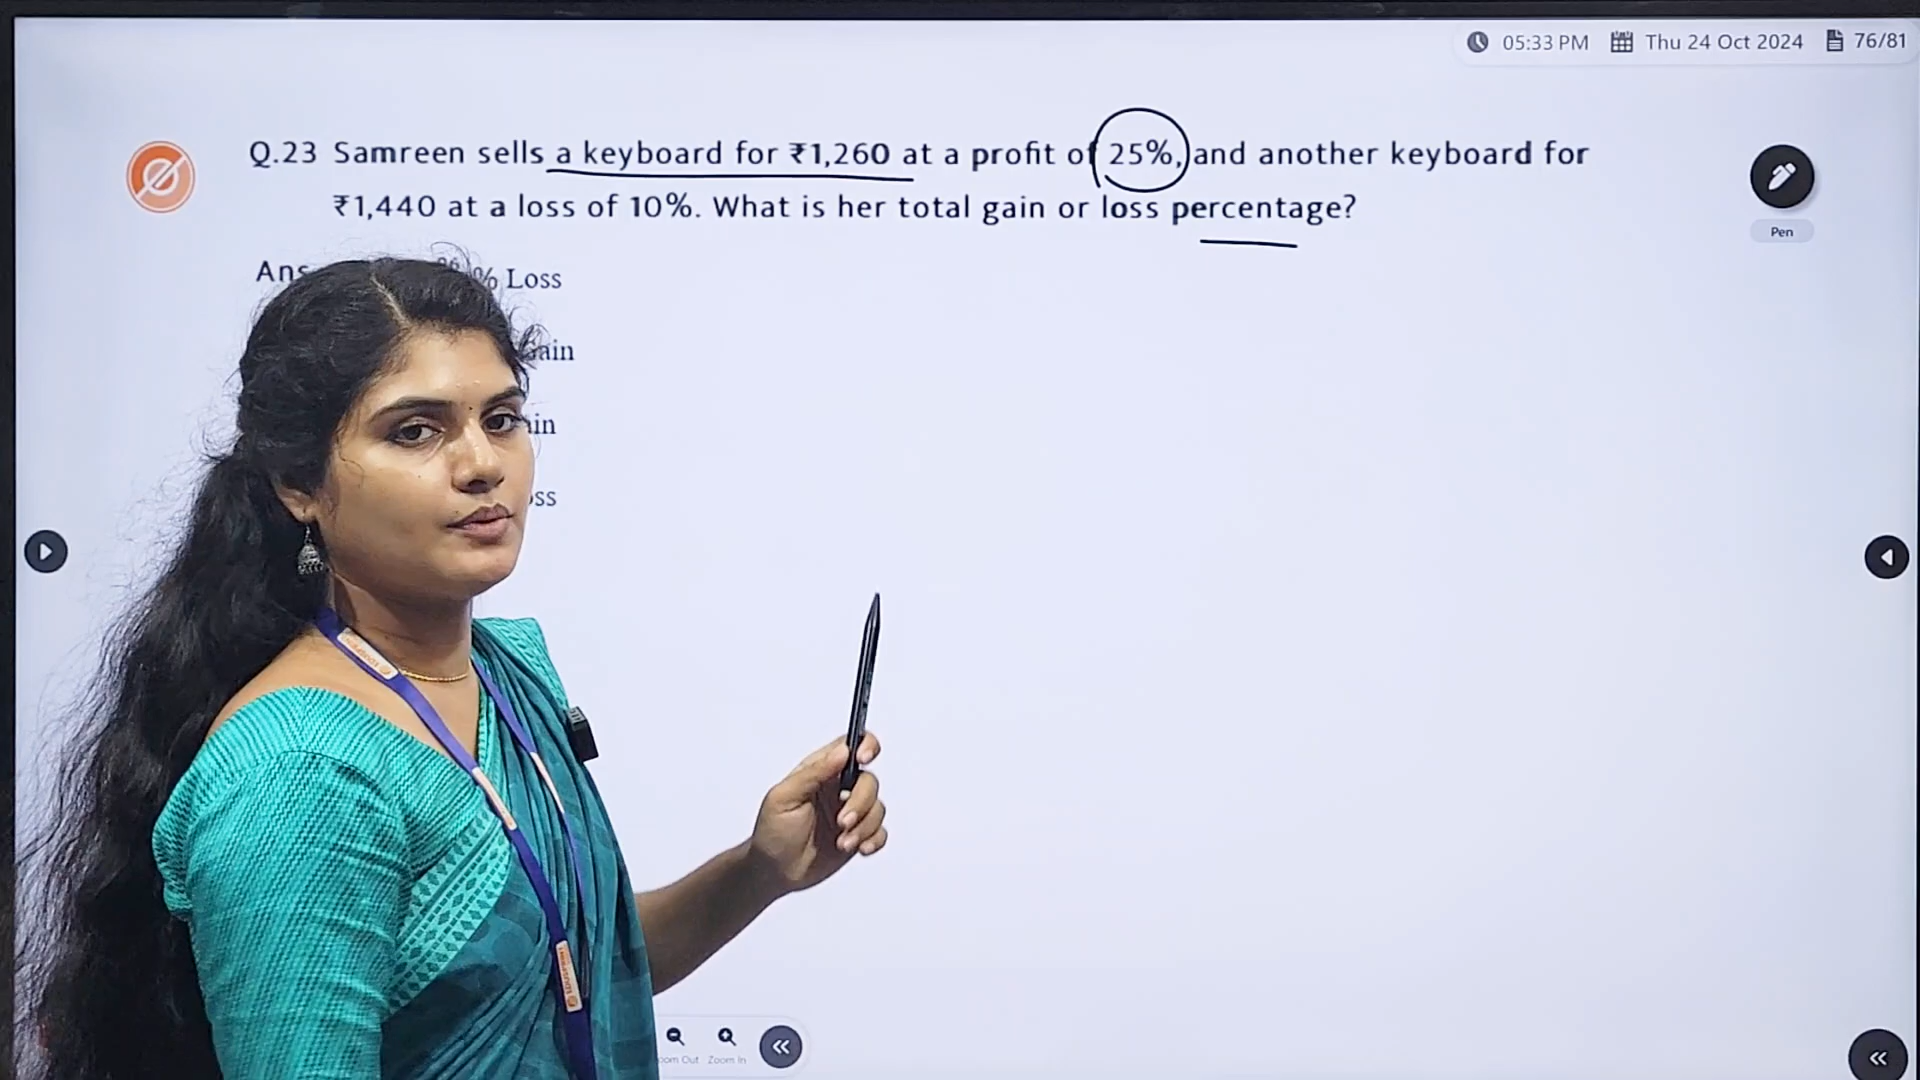 05:33 PM Thu 24 Oct 2024 76/81
Q.23 Samreen sells a keyboard for ₹1,260 at a profit of 25%, and another keyboard for
₹1,440 at a loss of 10%. What is her total gain or loss percentage?
Pen
Ans % Loss
Zoom In